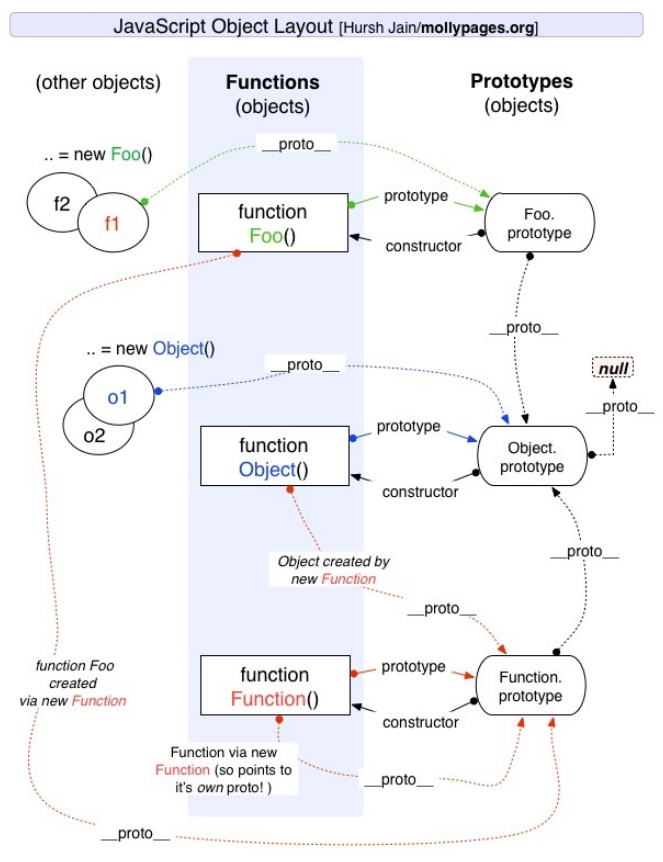 JavaScript Object Layout [Hursh Jain/mollypages.org]
(other objects)
Functions
(objects)
Prototypes
(objects)
__proto__
.. = new Foo()
f2
f1
function
Foo()
prototype
constructor
Foo.
prototype
__proto__
.. = new Object()
__proto__
null
__proto__
o1
o2
function
Object()
prototype
constructor
Object.
prototype
Object created by
new Function
__proto__
__proto__
function Foo
created
via new Function
function
Function()
prototype
constructor
Function.
prototype
Function via new
Function (so points to
it's own proto! )
__proto__
__proto__